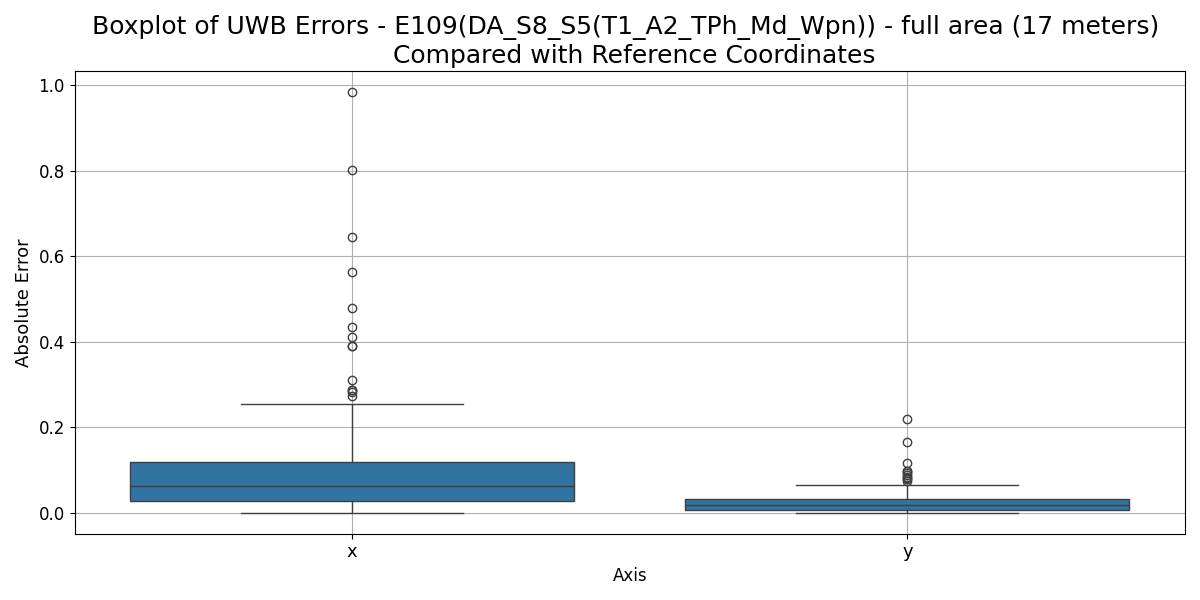 Boxplot of UWB Errors - E109(DA_S8_S5(T1_A2_TPh_Md_Wpn)) - full area (17 meters)
Compared with Reference Coordinates
Absolute Error
1.0
0.8
0.6
0.4
0.2
0.0
x
y
Axis